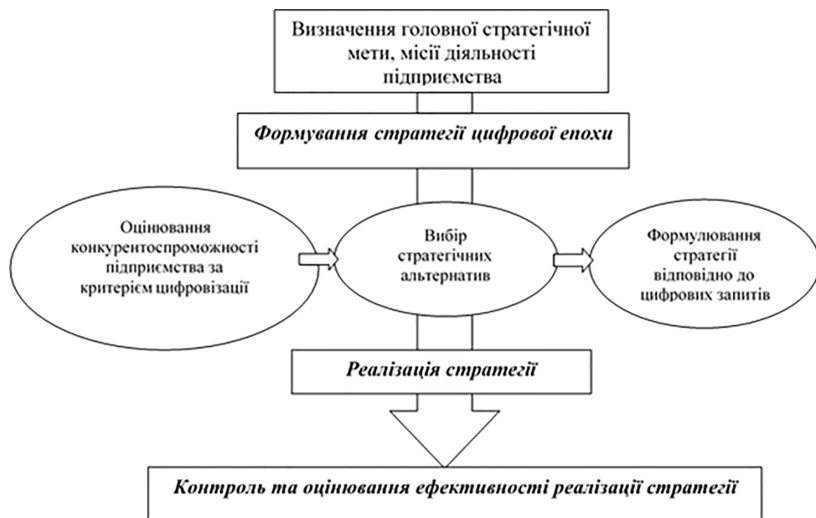 Визначення головної стратегічної
мети, місії діяльності
підприємства
Формування стратегії цифрової епохи
Оцінювання
конкурентоспроможності
підприємства за
критерієм цифровізації
Вибір
стратегічних
альтернатив
Формулювання
стратегії
відповідно до
цифрових запитів
Реалізація стратегії
Контроль та оцінювання ефективності реалізації стратегії